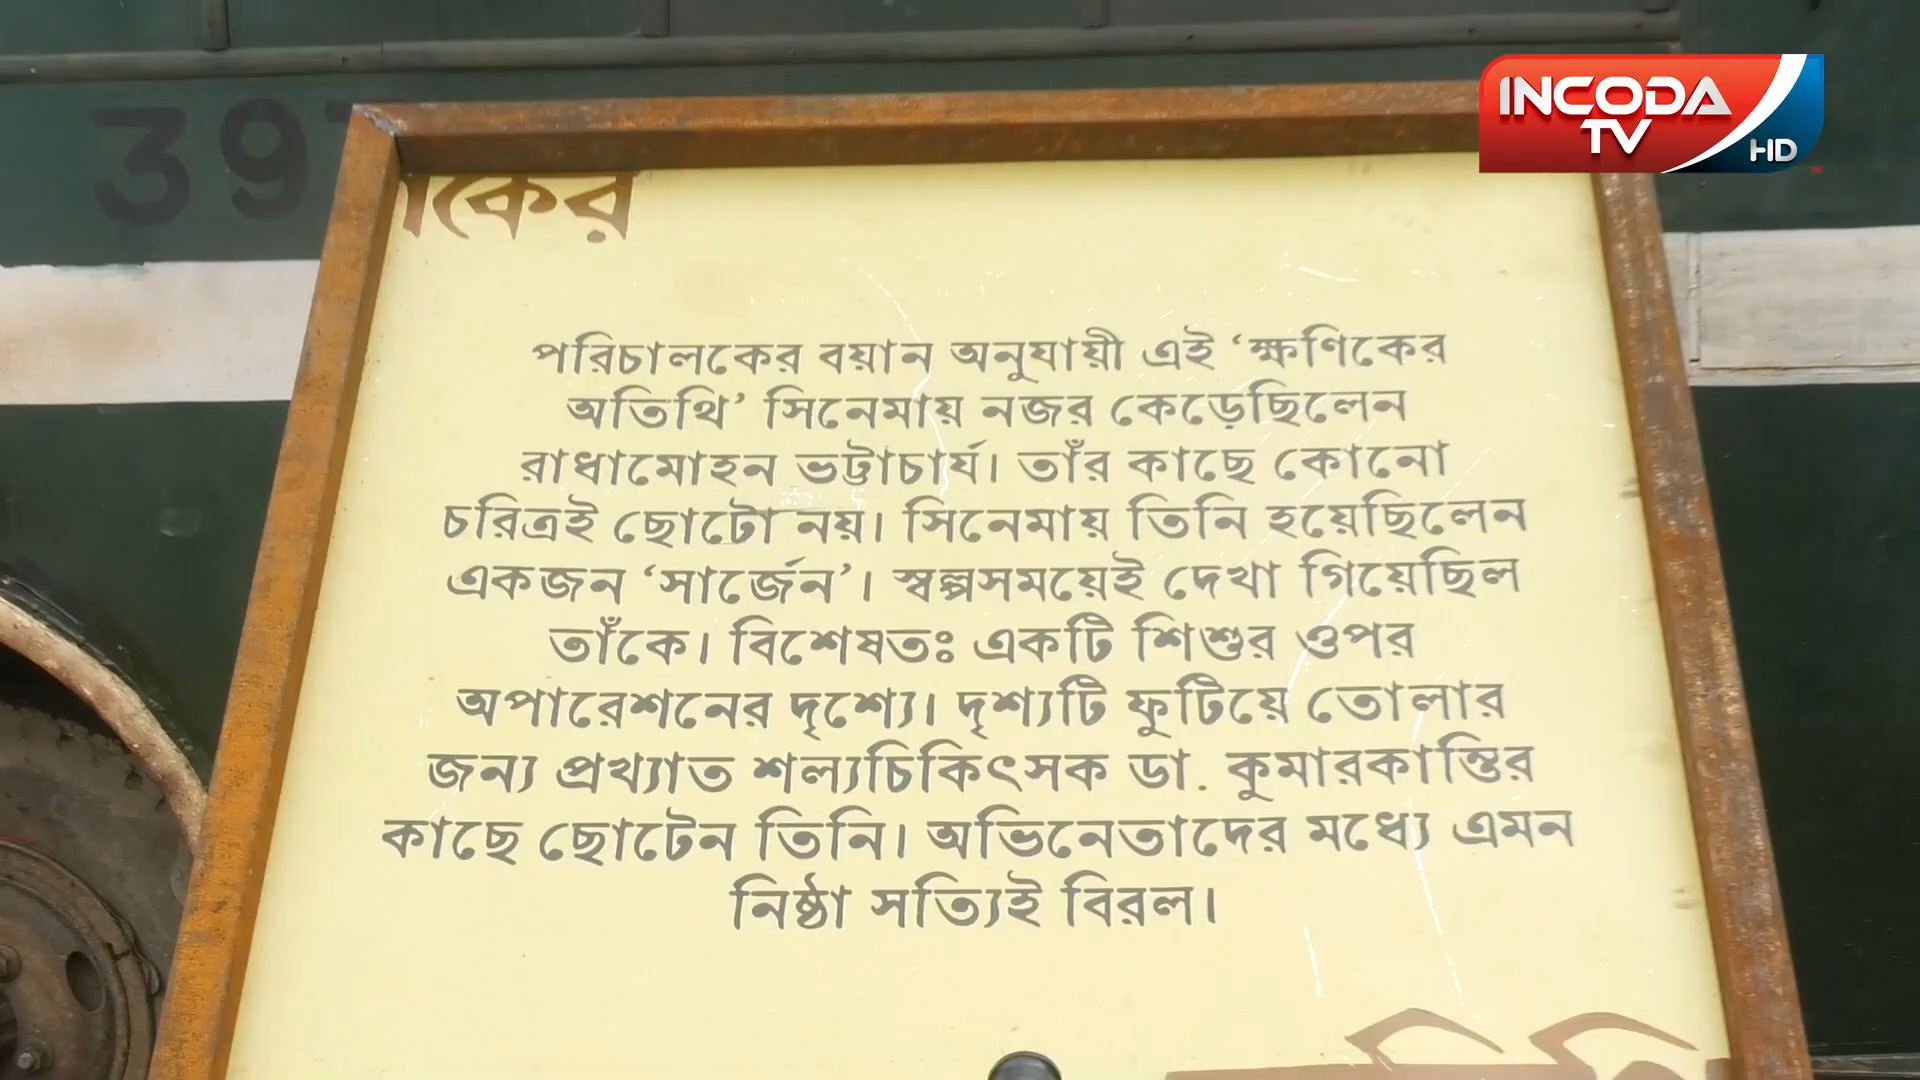 INCODA
TV
HD
39
কের
পরিচালকের বয়ান অনুযায়ী এই ‘ক্ষণিকের
অতিথি’ সিনেমায় নজর কেড়েছিলেন
রাধামোহন ভট্টাচার্য। তাঁর কাছে কোনো
চরিত্রই ছোটো নয়। সিনেমায় তিনি হয়েছিলেন
একজন ‘সার্জেন’। স্বল্পসময়েই দেখা গিয়েছিল
তাঁকে। বিশেষতঃ একটি শিশুর ওপর
অপারেশনের দৃশ্যে। দৃশ্যটি ফুটিয়ে তোলার
জন্য প্রখ্যাত শল্যচিকিৎসক ডা. কুমারকান্তির
কাছে ছোটেন তিনি। অভিনেতাদের মধ্যে এমন
নিষ্ঠা সত্যিই বিরল।